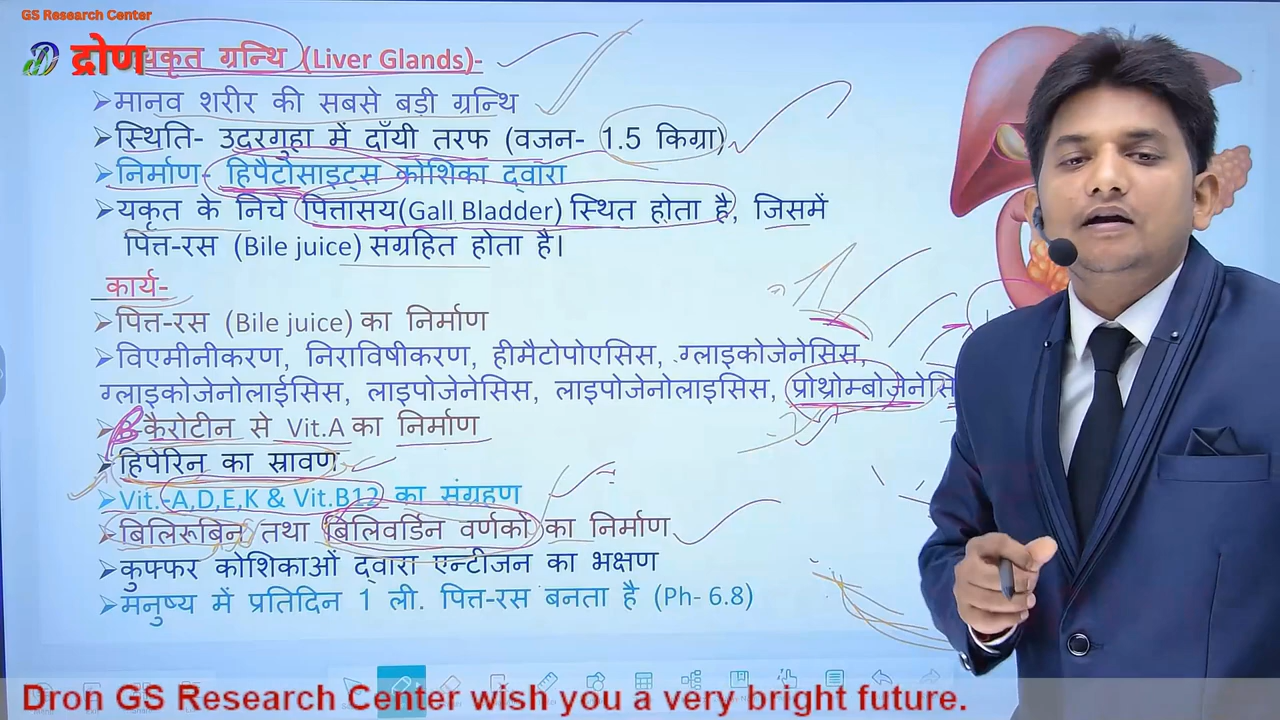 GS Research Center
द्रोण
यकृत ग्रन्थि (Liver Glands)-
➢मानव शरीर की सबसे बड़ी ग्रन्थि
➢स्थिति- उदरगुहा में दाँयी तरफ (वजन- 1.5 किग्रा)
➢निर्माण- हिपैटोसाइट्स कोशिका द्वारा
➢यकृत के निचे पित्तासय(Gall Bladder) स्थित होता है, जिसमें
पित्त-रस (Bile juice) संग्रहित होता है।
कार्य-
➢पित्त-रस (Bile juice) का निर्माण
➢विएमीनीकरण, निराविषीकरण, हीमैटोपोएसिस, ग्लाइकोजेनेसिस,
ग्लाइकोजेनोलाईसिस, लाइपोजेनेसिस, लाइपोजेनोलाइसिस, प्रोथ्रोम्बोजेनेसि
➢β-कैरोटीन से Vit.A का निर्माण
➢हिपेरिन का स्रावण
➢Vit.-A,D,E,K & Vit.B12 का संग्रहण
➢बिलिरूबिन तथा बिलिवर्डिन वर्णको का निर्माण
➢कुफ्फर कोशिकाओं द्वारा एन्टीजन का भक्षण
➢मनुष्य में प्रतिदिन 1 ली. पित्त-रस बनता है (Ph- 6.8)
Dron GS Research Center wish you a very bright future.